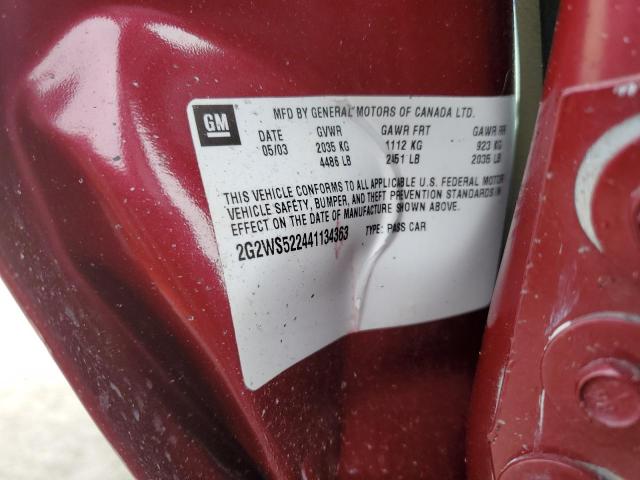 GM
MFD BY GENERAL MOTORS OF CANADA LTD.
DATE GVWR GAWR FRT GAWR RR
05/03 2035 KG 1112 KG 923 KG
4486 LB 2451 LB 2035 LB
THIS VEHICLE CONFORMS TO ALL APPLICABLE U.S. FEDERAL MOTOR
VEHICLE SAFETY, BUMPER, AND THEFT PREVENTION STANDARDS IN
EFFECT ON THE DATE OF MANUFACTURE SHOWN ABOVE.
2G2WS522441134363 TYPE: PASS CAR